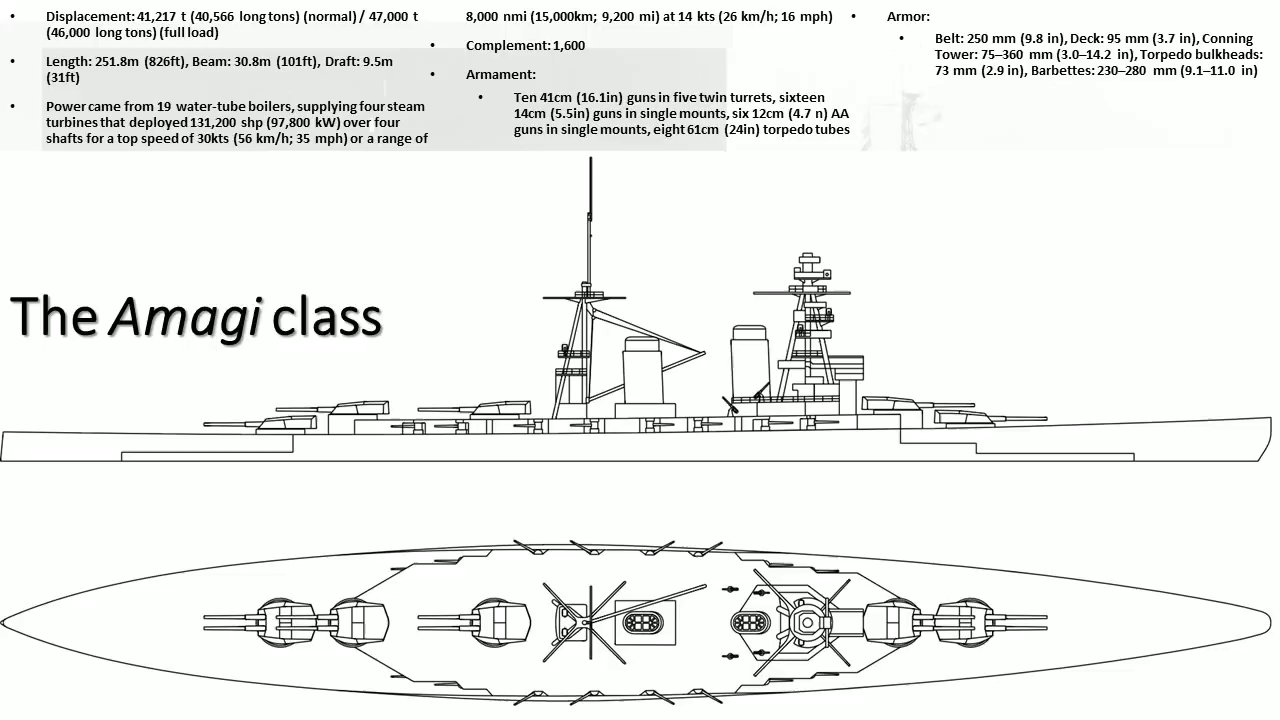 • Displacement: 41,217 t (40,566 long tons) (normal) / 47,000 t
(46,000 long tons) (full load)
• Length: 251.8m (826ft), Beam: 30.8m (101ft), Draft: 9.5m
(31ft)
• Power came from 19 water-tube boilers, supplying four steam
turbines that deployed 131,200 shp (97,800 kW) over four
shafts for a top speed of 30kts (56 km/h; 35 mph) or a range of
8,000 nmi (15,000km; 9,200 mi) at 14 kts (26 km/h; 16 mph)
• Complement: 1,600
• Armament:
• Ten 41cm (16.1in) guns in five twin turrets, sixteen
14cm (5.5in) guns in single mounts, six 12cm (4.7 n) AA
guns in single mounts, eight 61cm (24in) torpedo tubes
• Armor:
• Belt: 250 mm (9.8 in), Deck: 95 mm (3.7 in), Conning
Tower: 75–360 mm (3.0–14.2 in), Torpedo bulkheads:
73 mm (2.9 in), Barbettes: 230–280 mm (9.1–11.0 in)
The Amagi class